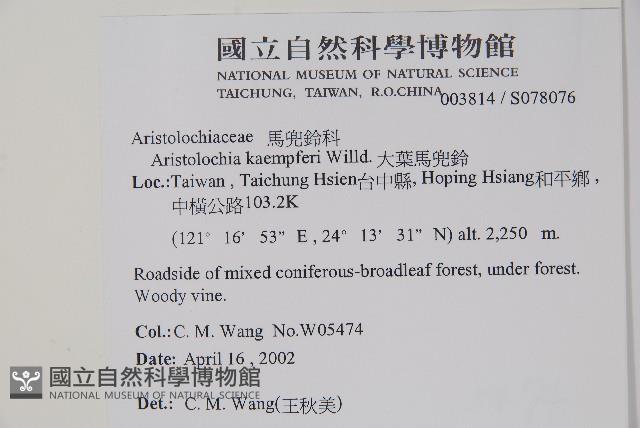 國立自然科學博物館
NATIONAL MUSEUM OF NATURAL SCIENCE
TAICHUNG, TAIWAN, R.O.CHINA 003814 / S078076
Aristolochiaceae 馬兜鈴科
Aristolochia kaempferi Willd. 大葉馬兜鈴
Loc.:Taiwan , Taichung Hsien台中縣, Hoping Hsiang和平鄉 ,
中橫公路103.2K
(121° 16' 53” E , 24° 13' 31” N) alt. 2,250 m.
Roadside of mixed coniferous-broadleaf forest, under forest.
Woody vine.
Col.: C. M. Wang No.W05474
Date: April 16 , 2002
國立自然科學博物館
NATIONAL MUSEUM OF NATURAL SCIENCE
Det.: C. M. Wang(王秋美)